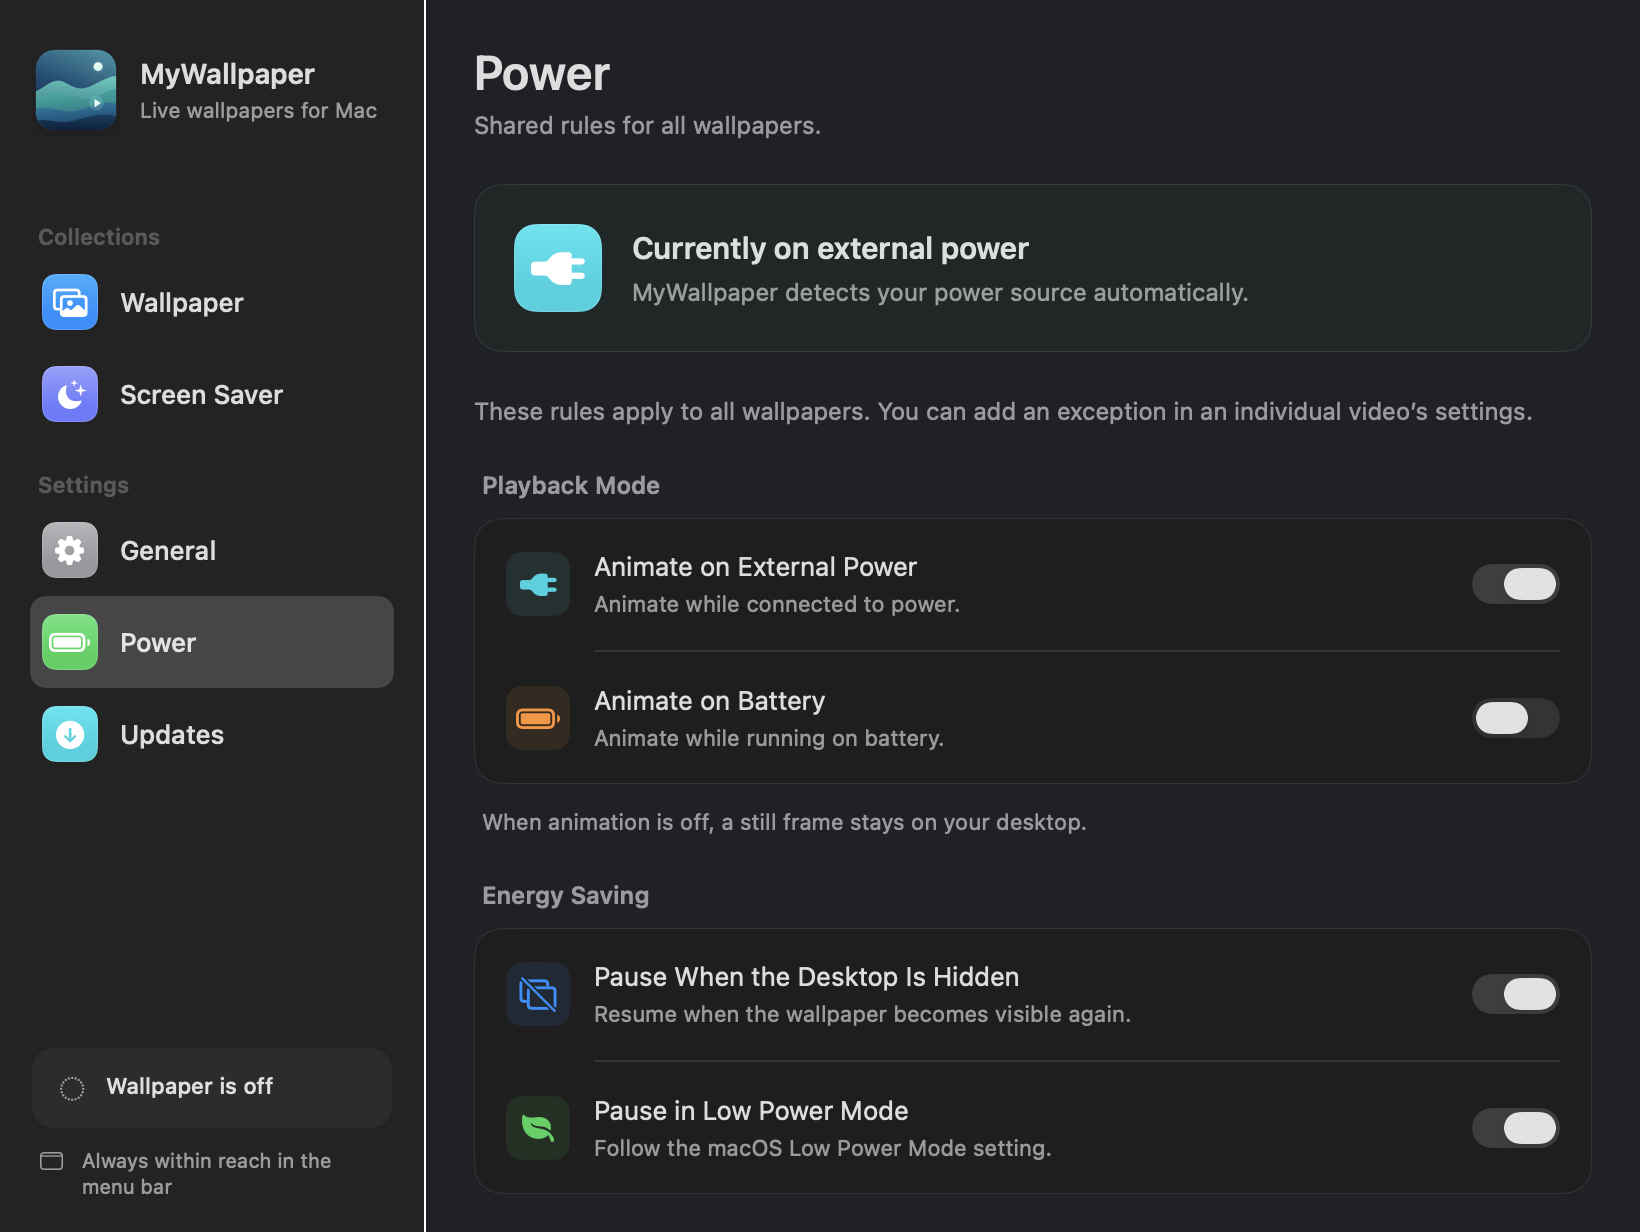 MyWallpaper
Live wallpapers for Mac
Collections
Wallpaper
Screen Saver
Settings
General
Power
Updates
Wallpaper is off
Always within reach in the
menu bar
Power
Shared rules for all wallpapers.
Currently on external power
MyWallpaper detects your power source automatically.
These rules apply to all wallpapers. You can add an exception in an individual video’s settings.
Playback Mode
Animate on External Power
Animate while connected to power.
Animate on Battery
Animate while running on battery.
When animation is off, a still frame stays on your desktop.
Energy Saving
Pause When the Desktop Is Hidden
Resume when the wallpaper becomes visible again.
Pause in Low Power Mode
Follow the macOS Low Power Mode setting.